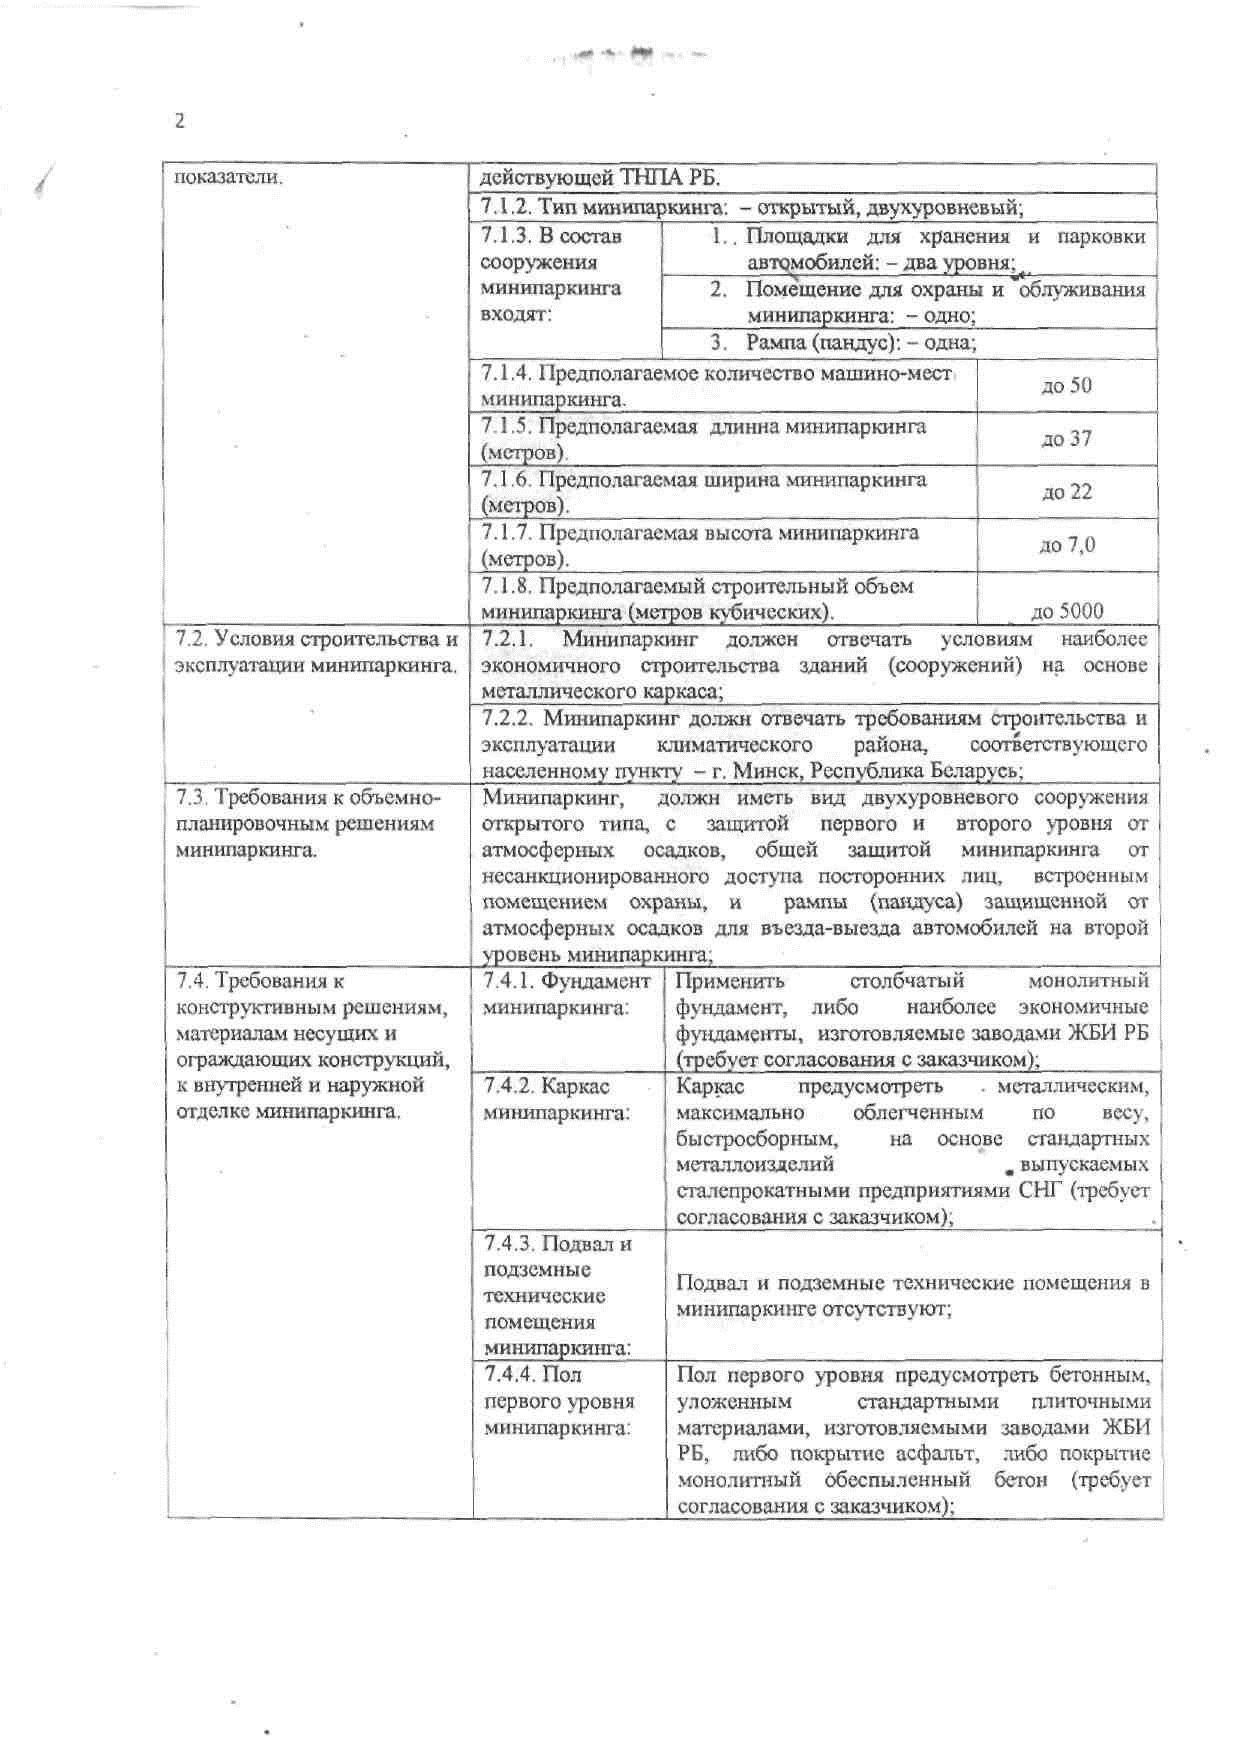 2
показатели.
действующей ТНПА РБ.
7.1.2. Тип минипаркинга: – открытый, двухуровневый;
7.1.3. В состав
сооружения
минипаркинга
входят:
1. Площадки для хранения и парковки
автомобилей: – два уровня;
2. Помещение для охраны и облуживания
минипаркинга: – одно;
3. Рампа (пандус): – одна;
7.1.4. Предполагаемое количество машино-мест
минипаркинга.
до 50
7.1.5. Предполагаемая длинна минипаркинга
(метров).
до 37
7.1.6. Предполагаемая ширина минипаркинга
(метров).
до 22
7.1.7. Предполагаемая высота минипаркинга
(метров).
до 7,0
7.1.8. Предполагаемый строительный объем
минипаркинга (метров кубических).
до 5000
7.2. Условия строительства и
эксплуатации минипаркинга.
7.2.1. Минипаркинг должен отвечать условиям наиболее
экономичного строительства зданий (сооружений) на основе
металлического каркаса;
7.2.2. Минипаркинг должн отвечать требованиям строительства и
эксплуатации климатического района, соответствующего
населенному пункту – г. Минск, Республика Беларусь;
7.3. Требования к объемно-
планировочным решениям
минипаркинга.
Минипаркинг, должн иметь вид двухуровневого сооружения
открытого типа, с защитой первого и второго уровня от
атмосферных осадков, общей защитой минипаркинга от
несанкционированного доступа посторонних лиц, встроенным
помещением охраны, и рампы (пандуса) защищенной от
атмосферных осадков для въезда-выезда автомобилей на второй
уровень минипаркинга;
7.4. Требования к
конструктивным решениям,
материалам несущих и
ограждающих конструкций,
к внутренней и наружной
отделке минипаркинга.
7.4.1. Фундамент
минипаркинга:
Применить столбчатый монолитный
фундамент, либо наиболее экономичные
фундаменты, изготовляемые заводами ЖБИ РБ
(требует согласования с заказчиком);
7.4.2. Каркас
минипаркинга:
Каркас предусмотреть металлическим,
максимально облегченным по весу,
быстросборным, на основе стандартных
металлоизделий выпускаемых
сталепрокатными предприятиями СНГ (требует
согласования с заказчиком);
7.4.3. Подвал и
подземные
технические
помещения
минипаркинга:
Подвал и подземные технические помещения в
минипаркинге отсутствуют;
7.4.4. Пол
первого уровня
минипаркинга:
Пол первого уровня предусмотреть бетонным,
уложенным стандартными плиточными
материалами, изготовляемыми заводами ЖБИ
РБ, либо покрытие асфальт, либо покрытие
монолитный обеспыленный бетон (требует
согласования с заказчиком);